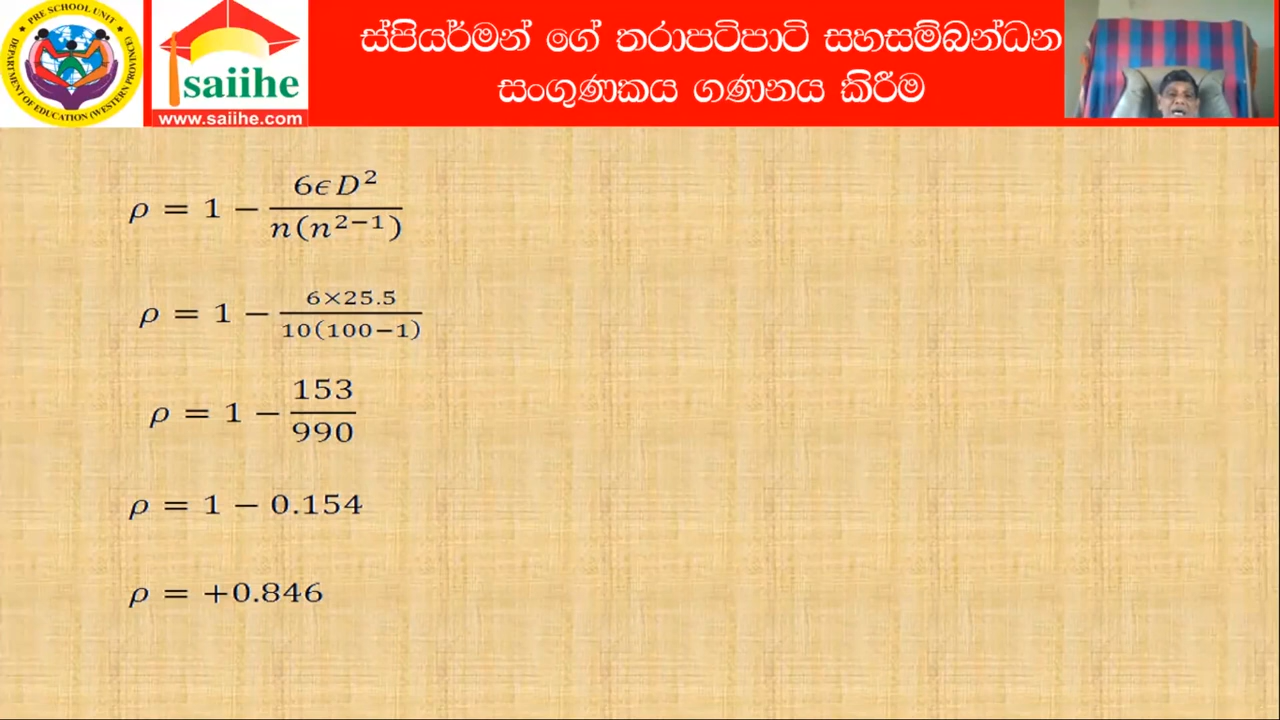 PRE SCHOOL UNIT
DEPARTMENT OF EDUCATION (WESTERN PROVINCE)
saiihe
www.saiihe.com
ස්පියර්මන් ගේ තරාපටිපාටි සහසම්බන්ධන
සංගුණකය ගණනය කිරීම
ρ = 1 − 6ϵD²/n(n²⁻¹)
ρ = 1 − 6×25.5/10(100−1)
ρ = 1 − 153/990
ρ = 1 − 0.154
ρ = +0.846